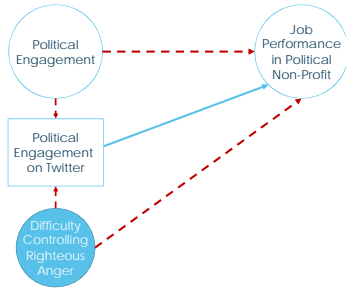 Political
Engagement
Job
Performance
in Political
Non-Profit
Political
Engagement
on Twitter
Difficulty
Controlling
Righteous
Anger